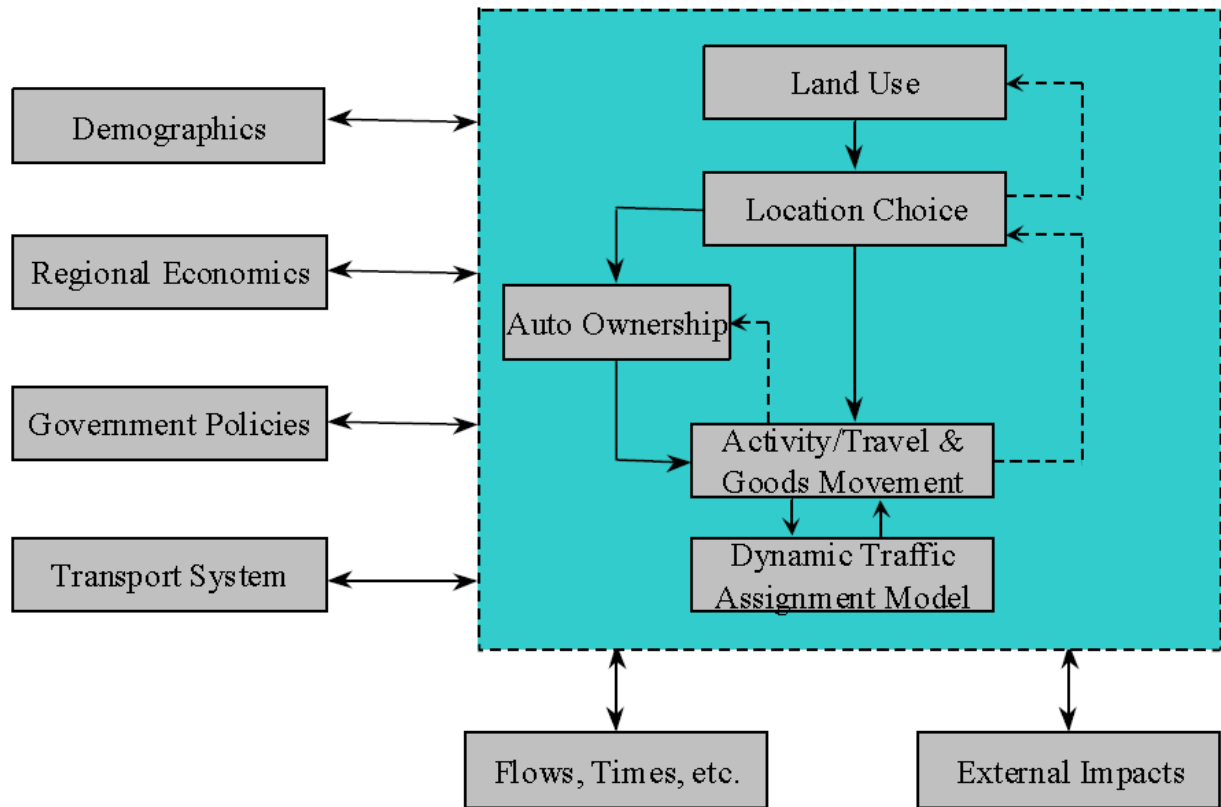 Demographics
Regional Economics
Government Policies
Transport System
Land Use
Location Choice
Auto Ownership
Activity/Travel &
Goods Movement
Dynamic Traffic
Assignment Model
Flows, Times, etc.
External Impacts